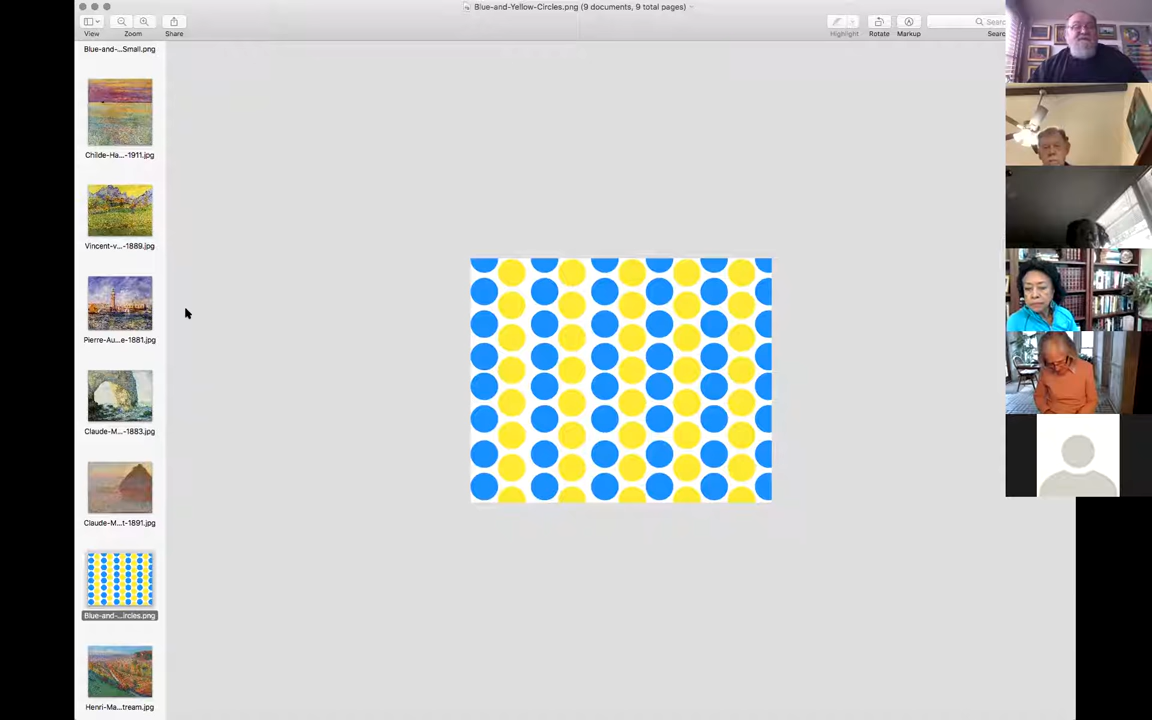 Blue-and-Yellow-Circles.png (9 documents, 9 total pages)
View
Zoom
Share
Highlight
Rotate
Markup
Search
Blue-and-...Small.png
Childe-Ha...-1911.jpg
Vincent-v...-1889.jpg
Pierre-Au...e-1881.jpg
Claude-M...-1883.jpg
Claude-M...t-1891.jpg
Blue-and-...ircles.png
Henri-Ma...tream.jpg